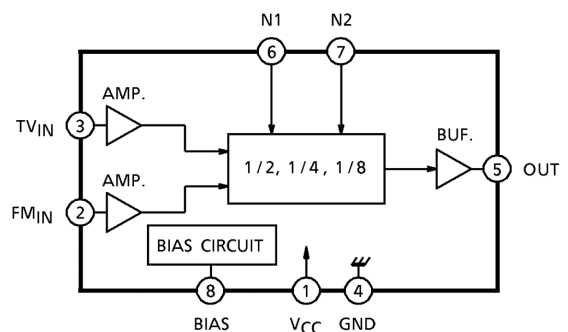 N1 N2
6 7
AMP. BUF.
TVIN 3
1/2, 1/4, 1/8
5 OUT
AMP.
FMIN 2
BIAS CIRCUIT
8 1 4
BIAS VCC GND